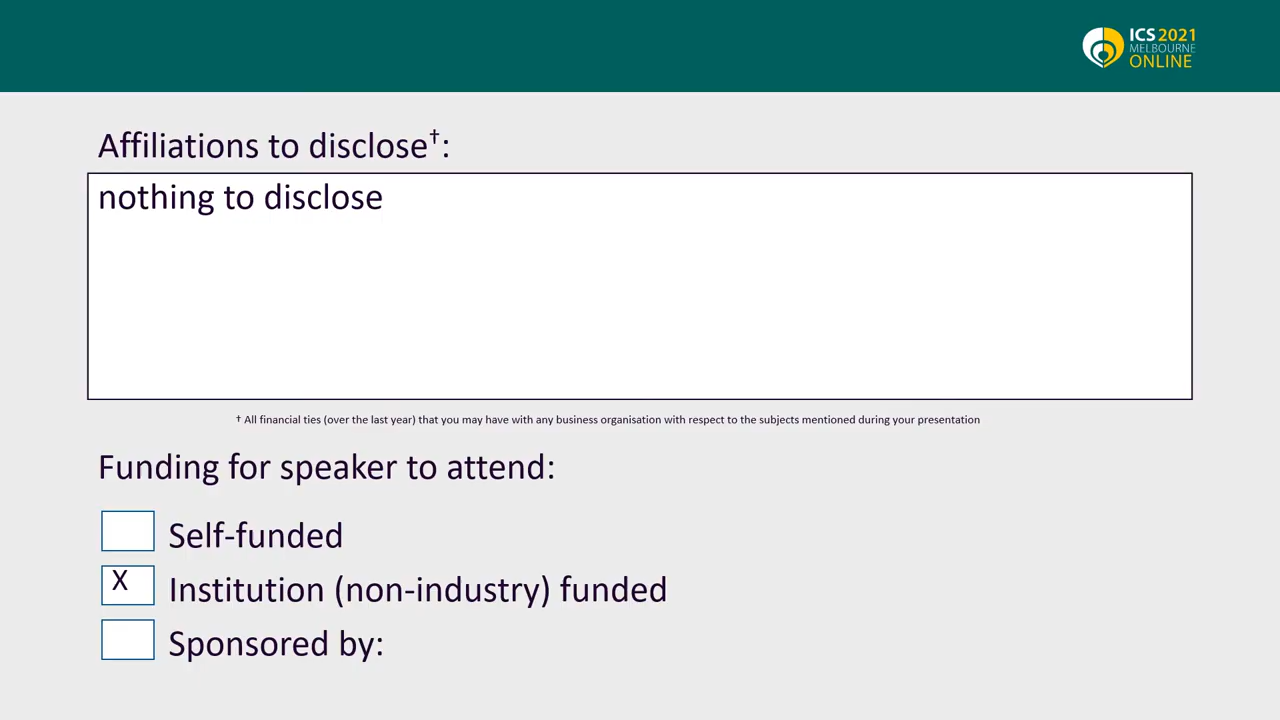 ICS 2021
MELBOURNE
ONLINE
Affiliations to disclose†:
nothing to disclose
† All financial ties (over the last year) that you may have with any business organisation with respect to the subjects mentioned during your presentation
Funding for speaker to attend:
Self-funded
X Institution (non-industry) funded
Sponsored by: